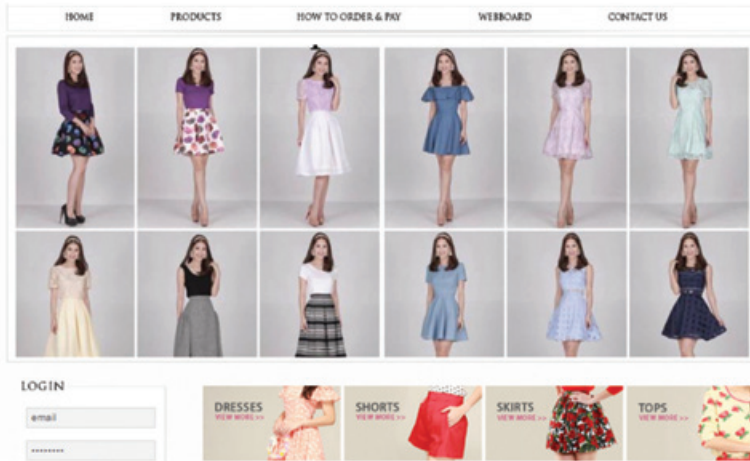 HOME
PRODUCTS
HOW TO ORDER & PAY
WEBBOARD
CONTACT US
LOGIN
email
********
DRESSES
VIEW MORE >>
SHORTS
VIEW MORE >>
SKIRTS
VIEW MORE >>
TOPS
VIEW MORE >>